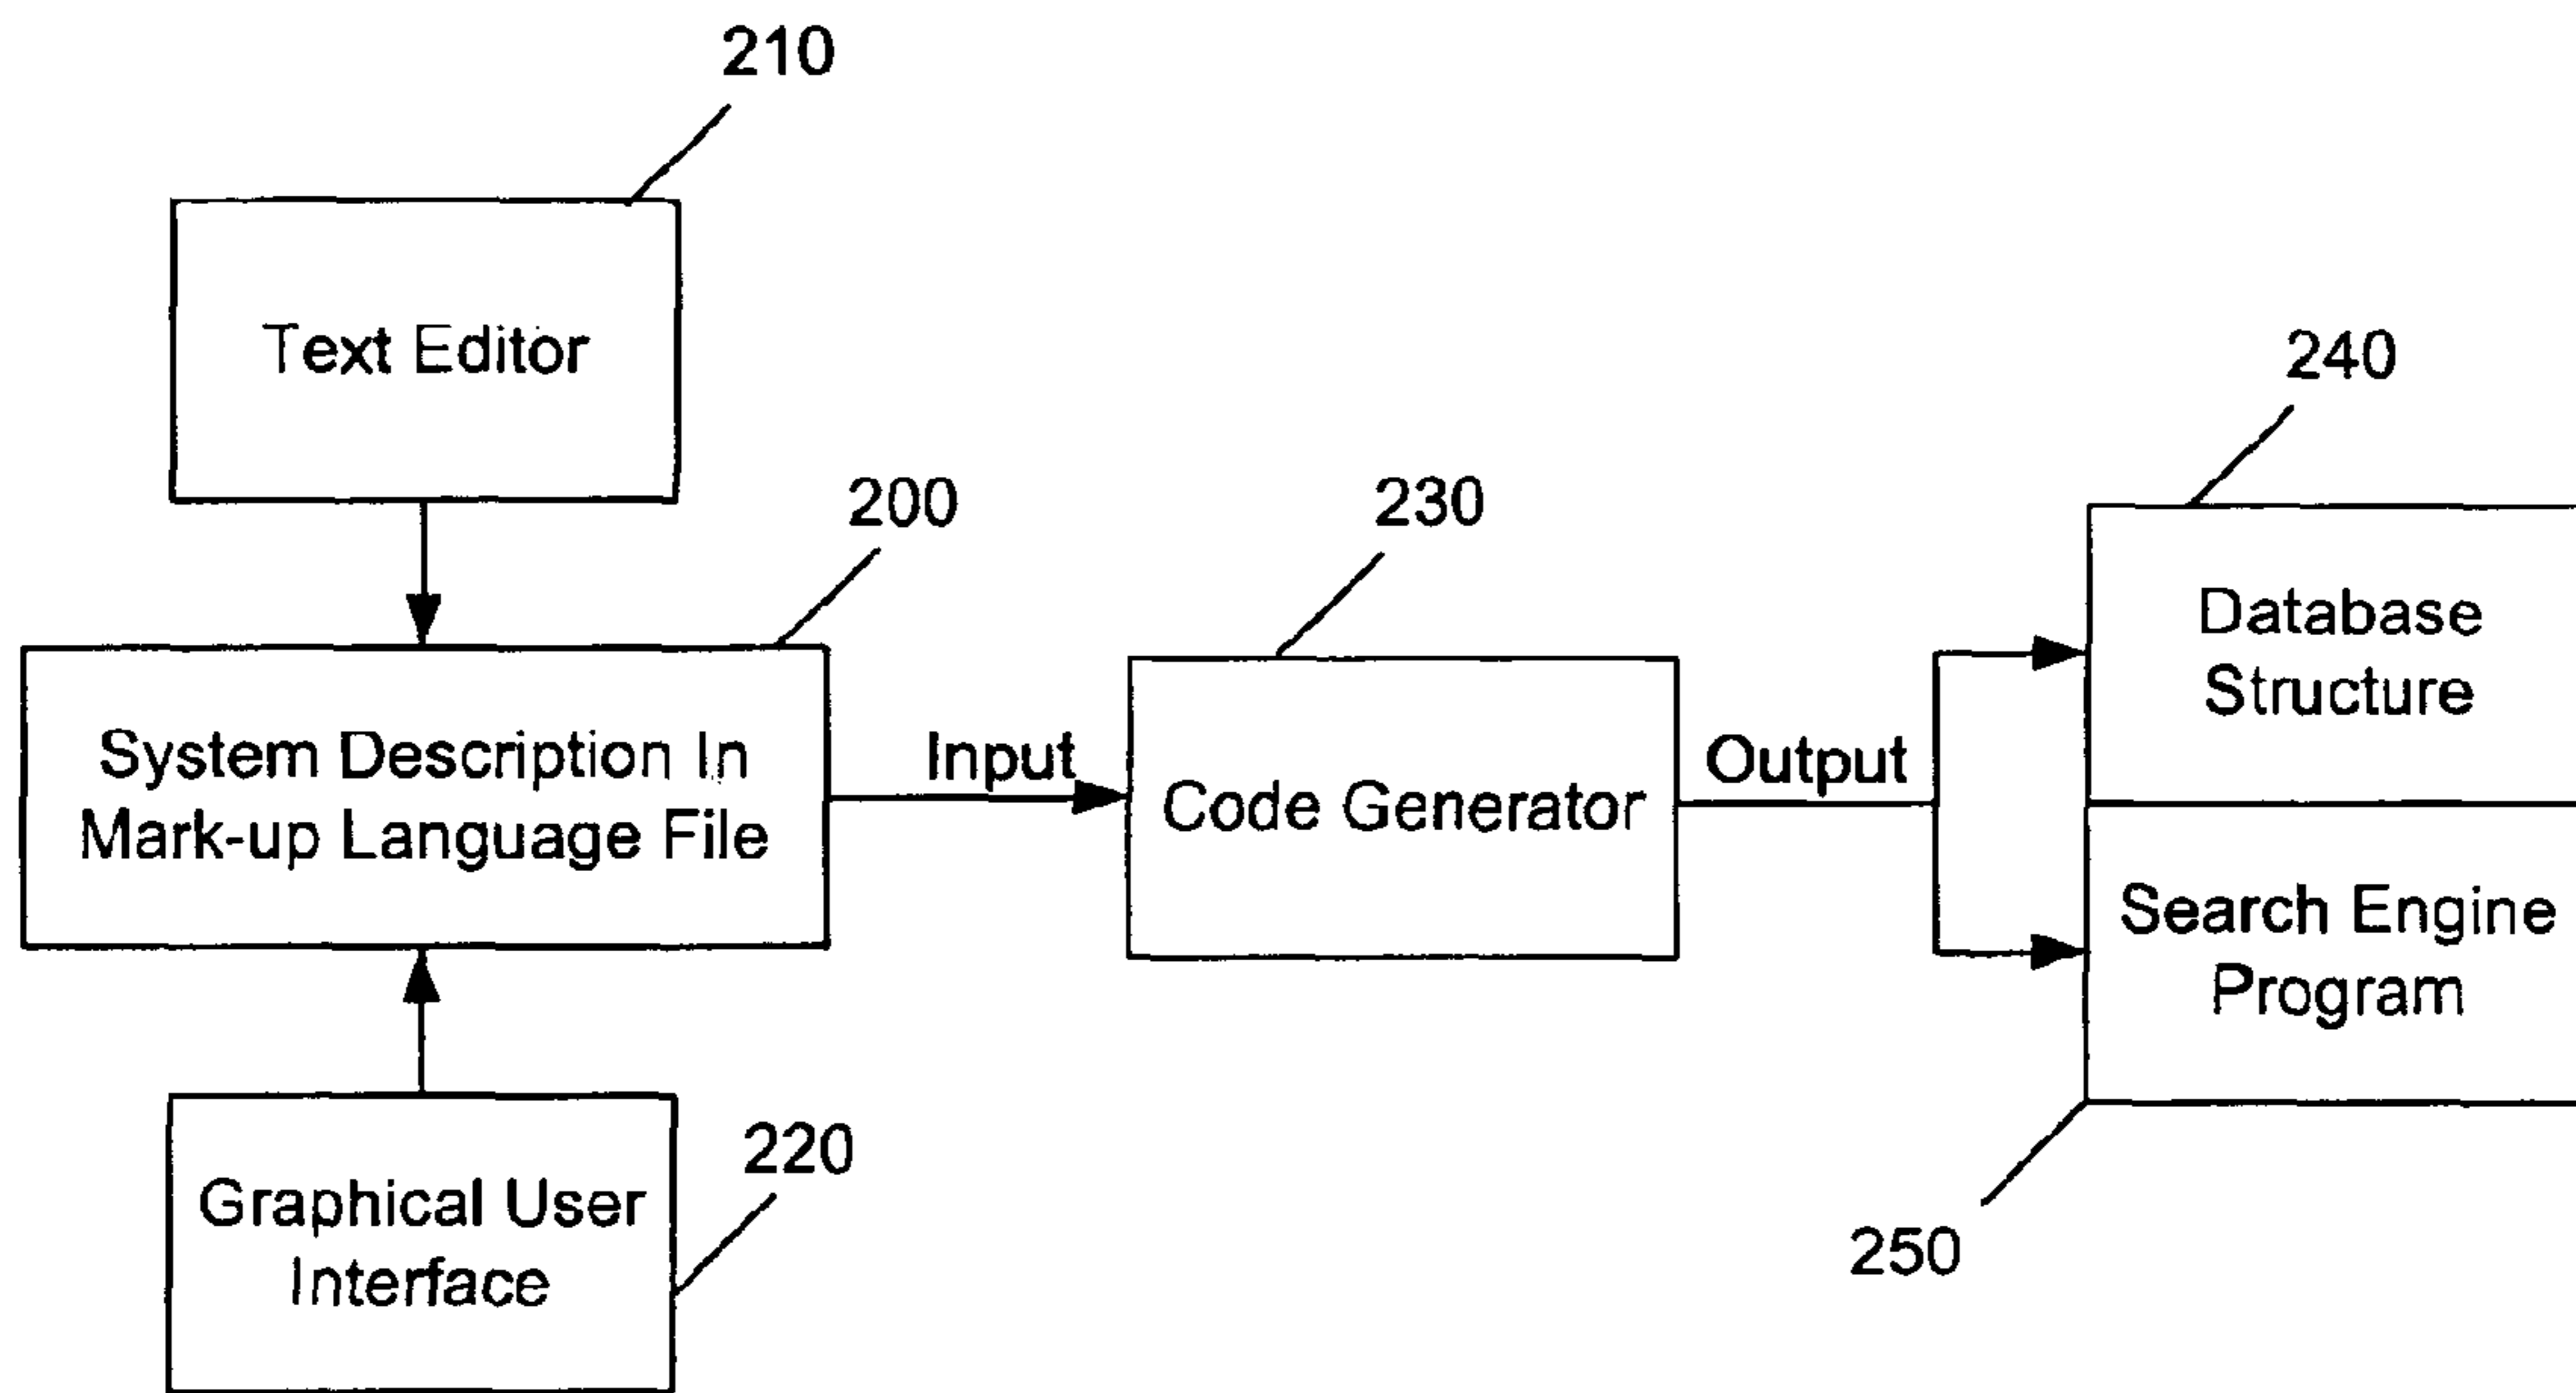 210
Text Editor
240
200
230
Database
Structure
System Description In
Mark-up Language File
Input
Code Generator
Output
Search Engine
Program
220
Graphical User
Interface
250